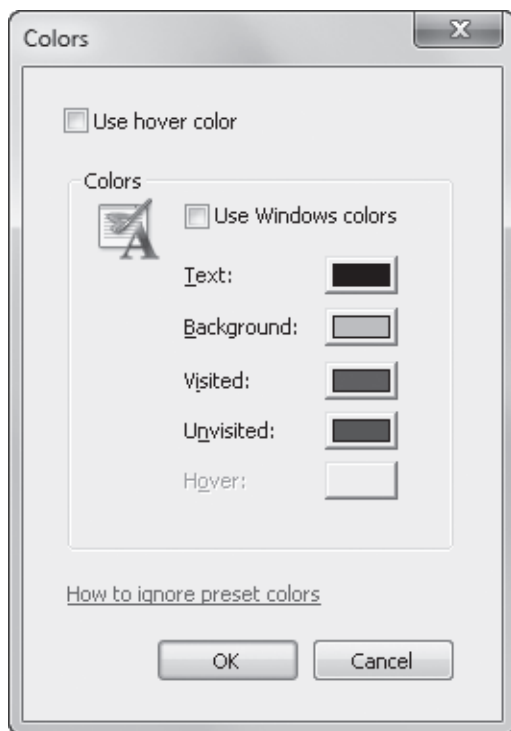 Colors
Use hover color
Colors
Use Windows colors
Text:
Background:
Visited:
Unvisited:
Hover:
How to ignore preset colors
OK Cancel